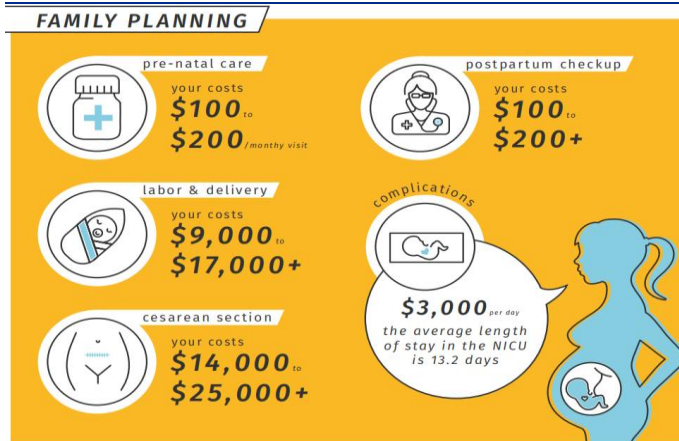 FAMILY PLANNING
pre-natal care
your costs
$100 to
$200 /monthy visit
postpartum checkup
your costs
$100 to
$200+
labor & delivery
your costs
$9,000 to
$17,000+
complications
$3,000 per day
the average length
of stay in the NICU
is 13.2 days
cesarean section
your costs
$14,000 to
$25,000+